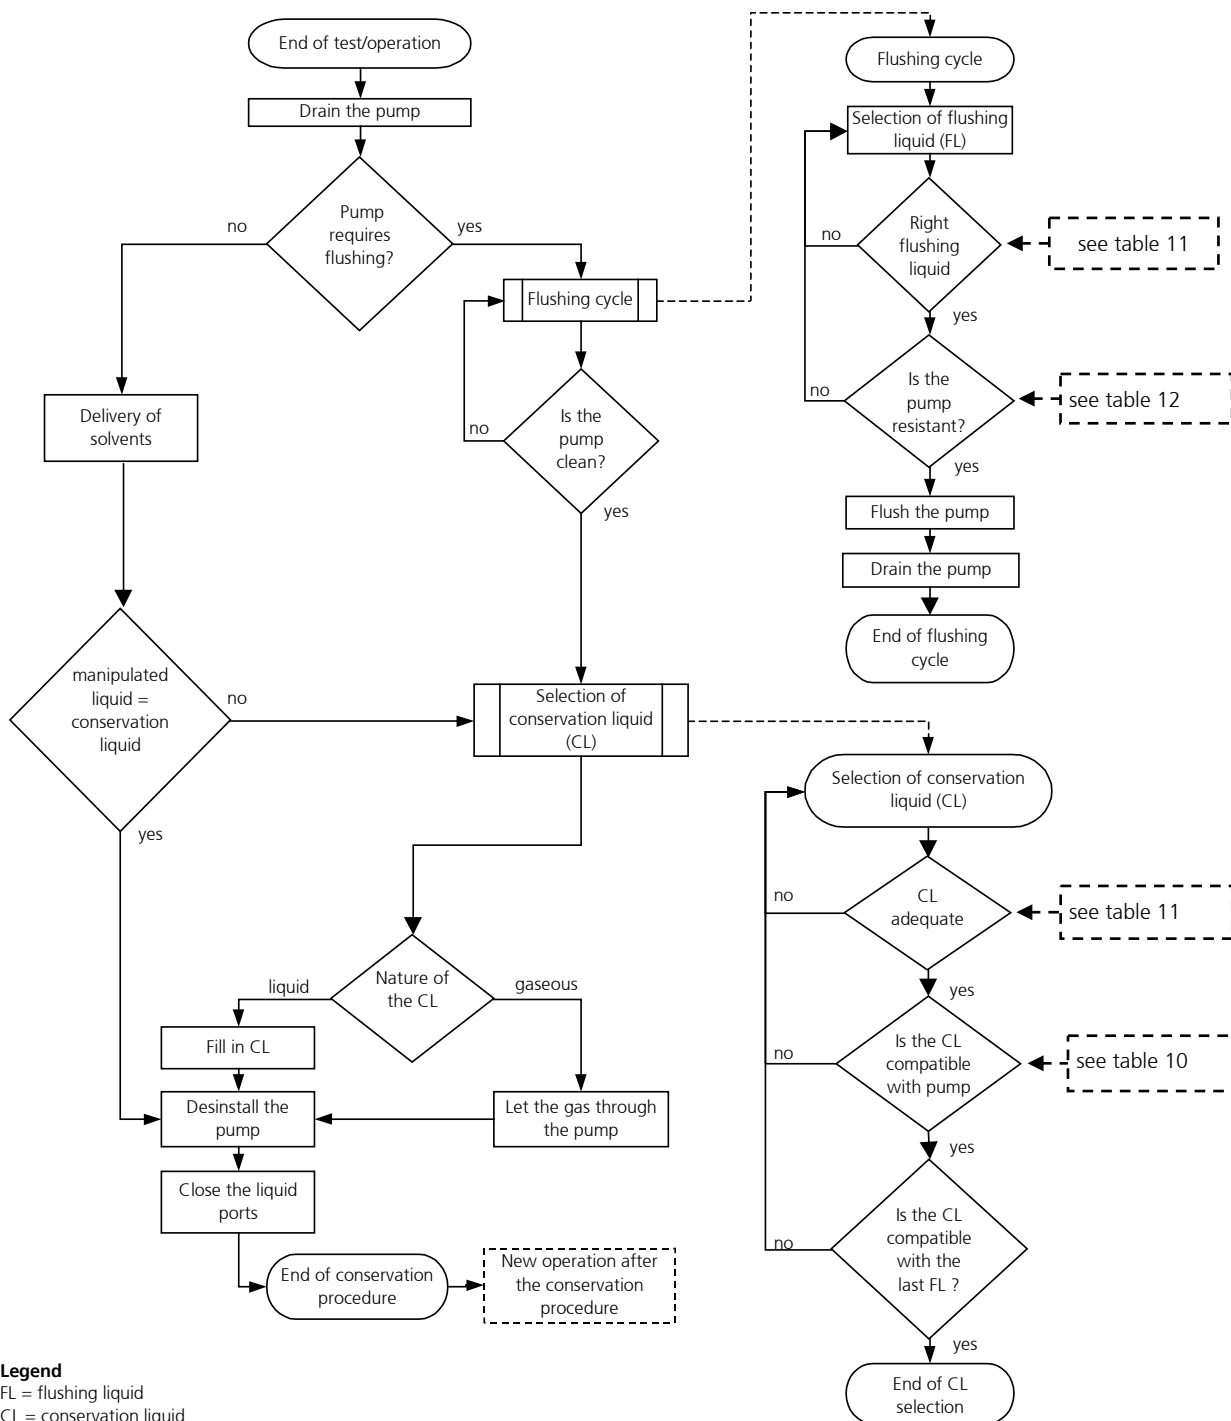 End of test/operation
Drain the pump
Pump
requires
flushing?
no
yes
Flushing cycle
Is the
pump
clean?
no
yes
Delivery of
solvents
manipulated
liquid =
conservation
liquid
no
yes
Selection of
conservation liquid
(CL)
Nature of
the CL
liquid
gaseous
Fill in CL
Desinstall the
pump
Let the gas through
the pump
Close the liquid
ports
End of conservation
procedure
New operation after
the conservation
procedure
Flushing cycle
Selection of flushing
liquid (FL)
Right
flushing
liquid
no
see table 11
yes
Is the
pump
resistant?
no
see table 12
yes
Flush the pump
Drain the pump
End of flushing
cycle
Selection of conservation
liquid (CL)
CL
adequate
no
see table 11
yes
Is the CL
compatible
with pump
no
see table 10
yes
Is the CL
compatible
with the
last FL ?
no
yes
End of CL
selection
Legend
FL = flushing liquid
CL = conservation liquid